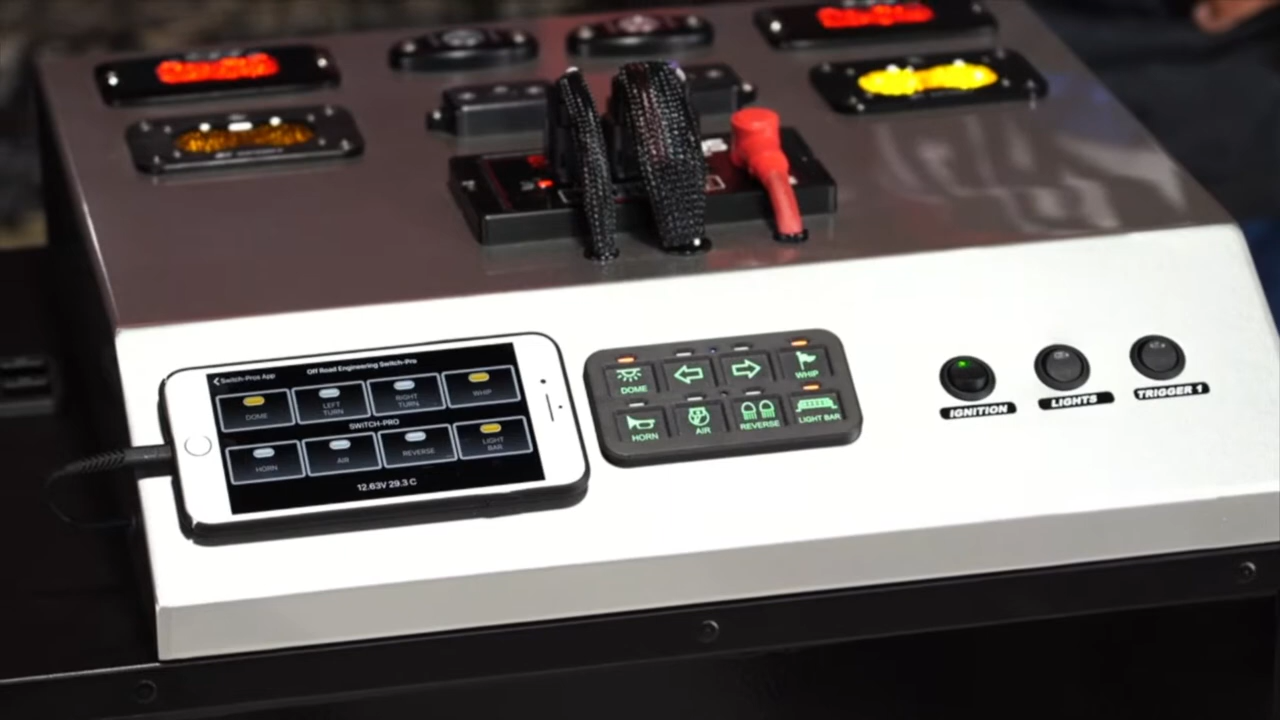 Switch-Pros App
Off Road Engineering Switch-Pro
DOME
LEFT
TURN
RIGHT
TURN
WHIP
SWITCH-PRO
HORN
AIR
REVERSE
LIGHT
BAR
12.63V 29.3 C
DOME
WHIP
HORN
AIR
REVERSE
LIGHT BAR
IGNITION
LIGHTS
TRIGGER 1